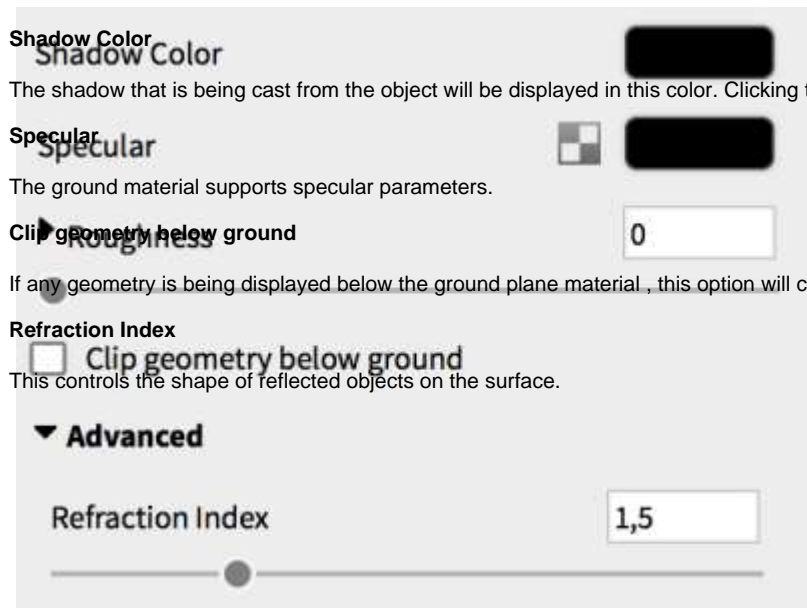 Shadow Color
Shadow Color
The shadow that is being cast from the object will be displayed in this color. Clicking
Specular
Specular
The ground material supports specular parameters.
Clip geometry below ground
Roughness 0
If any geometry is being displayed below the ground plane material , this option will
Refraction Index
Clip geometry below ground
This controls the shape of reflected objects on the surface.
Advanced
Refraction Index 1,5